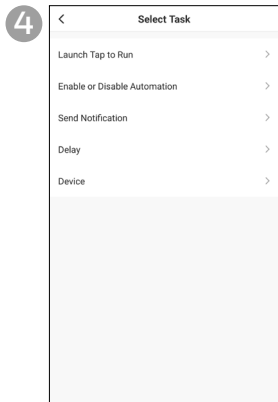 4
Select Task
Launch Tap to Run
Enable or Disable Automation
Send Notification
Delay
Device